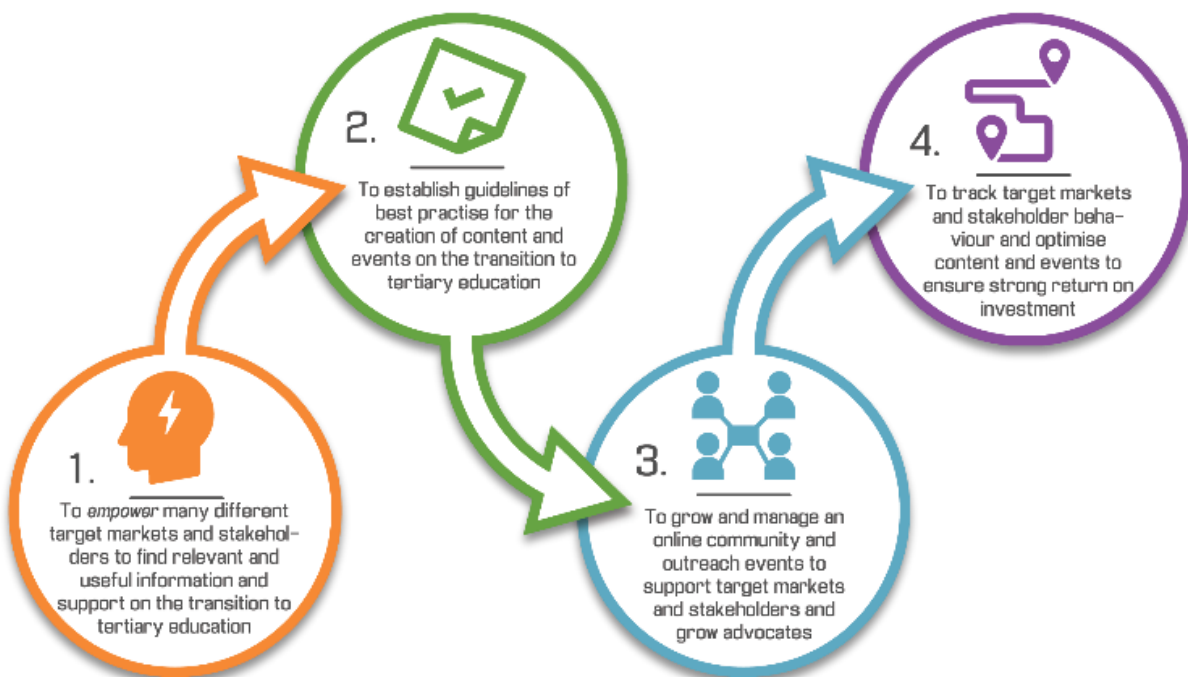 1.
To empower many different
target markets and stakehol-
ders to find relevant and
useful information and
support on the transition to
tertiary education
2.
To establish guidelines of
best practise for the
creation of content and
events on the transition to
tertiary education
3.
To grow and manage an
online community and
outreach events to
support target markets
and stakeholders and
grow advocates
4.
To track target markets
and stakeholder beha-
viour and optimise
content and events to
ensure strong return on
investment